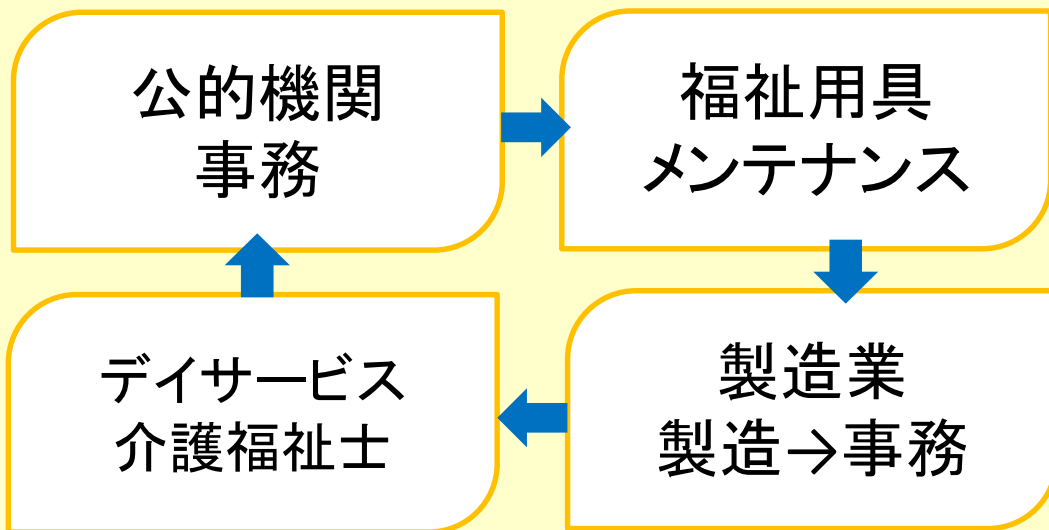 公的機関
事務
福祉用具
メンテナンス
製造業
製造→事務
デイサービス
介護福祉士